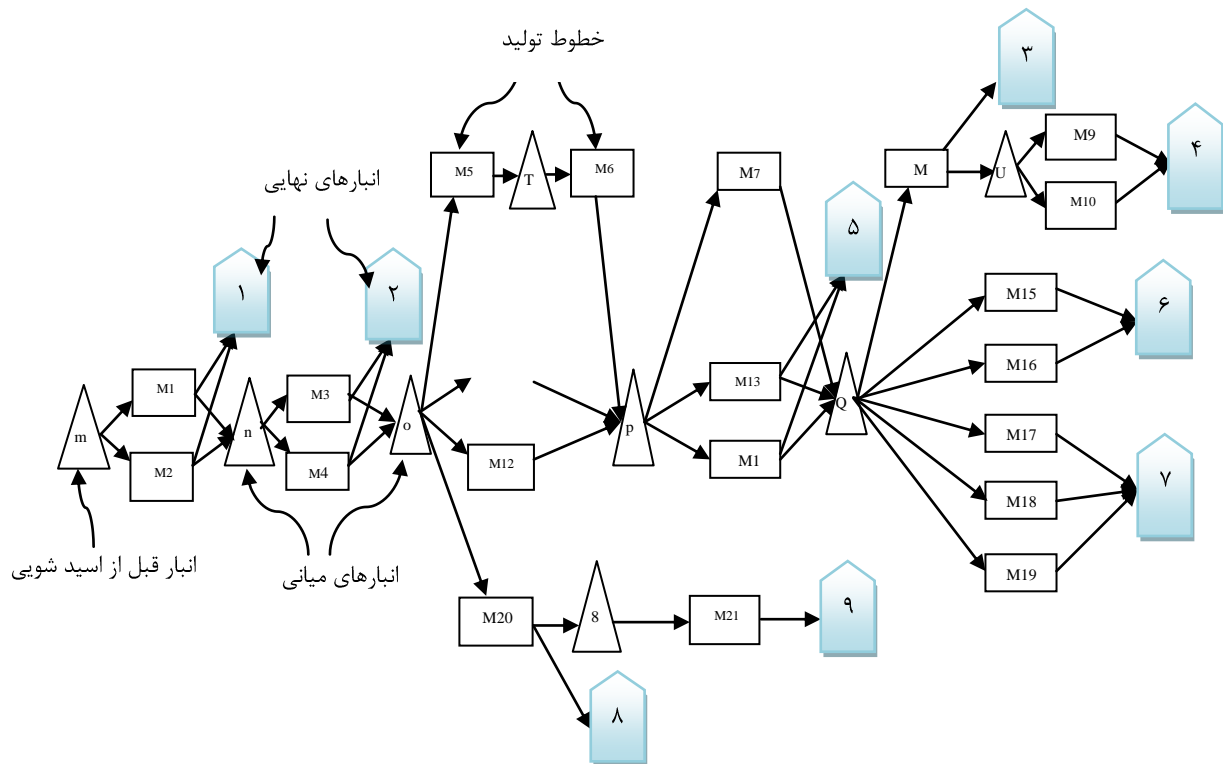 خطوط تولید
۳
M9
۴
M5
T
M6
M7
M
U
M10
انبارهای نهایی
۵
۱
۲
M15
۶
M1
M3
M13
M16
m
n
o
p
Q
M2
M4
M12
M1
M17
۷
M18
انبار قبل از اسید شویی
انبارهای میانی
M19
M20
8
M21
۹
۸